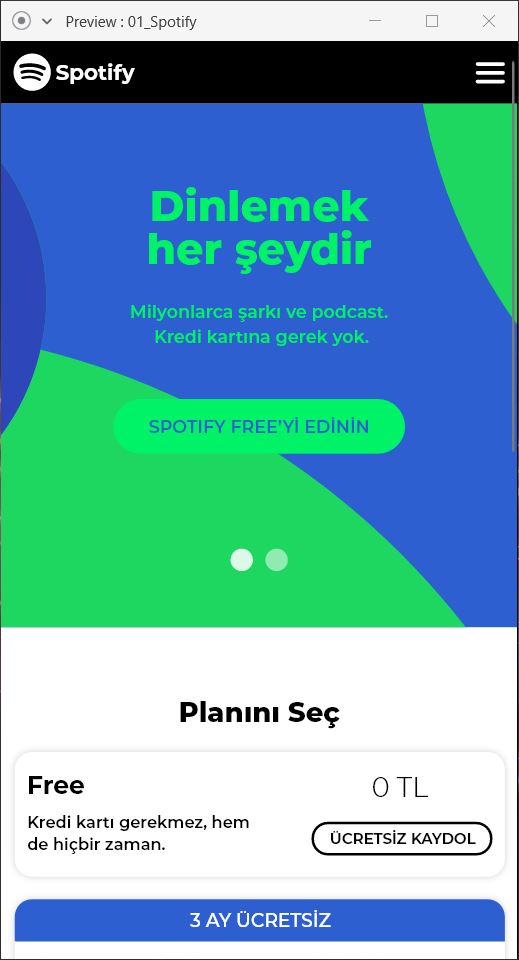 Preview : 01_Spotify
Spotify
Dinlemek
her şeydir
Milyonlarca şarkı ve podcast.
Kredi kartına gerek yok.
SPOTIFY FREE'Yİ EDİNİN
Planını Seç
Free
0 TL
Kredi kartı gerekmez, hem
de hiçbir zaman.
ÜCRETSİZ KAYDOL
3 AY ÜCRETSİZ